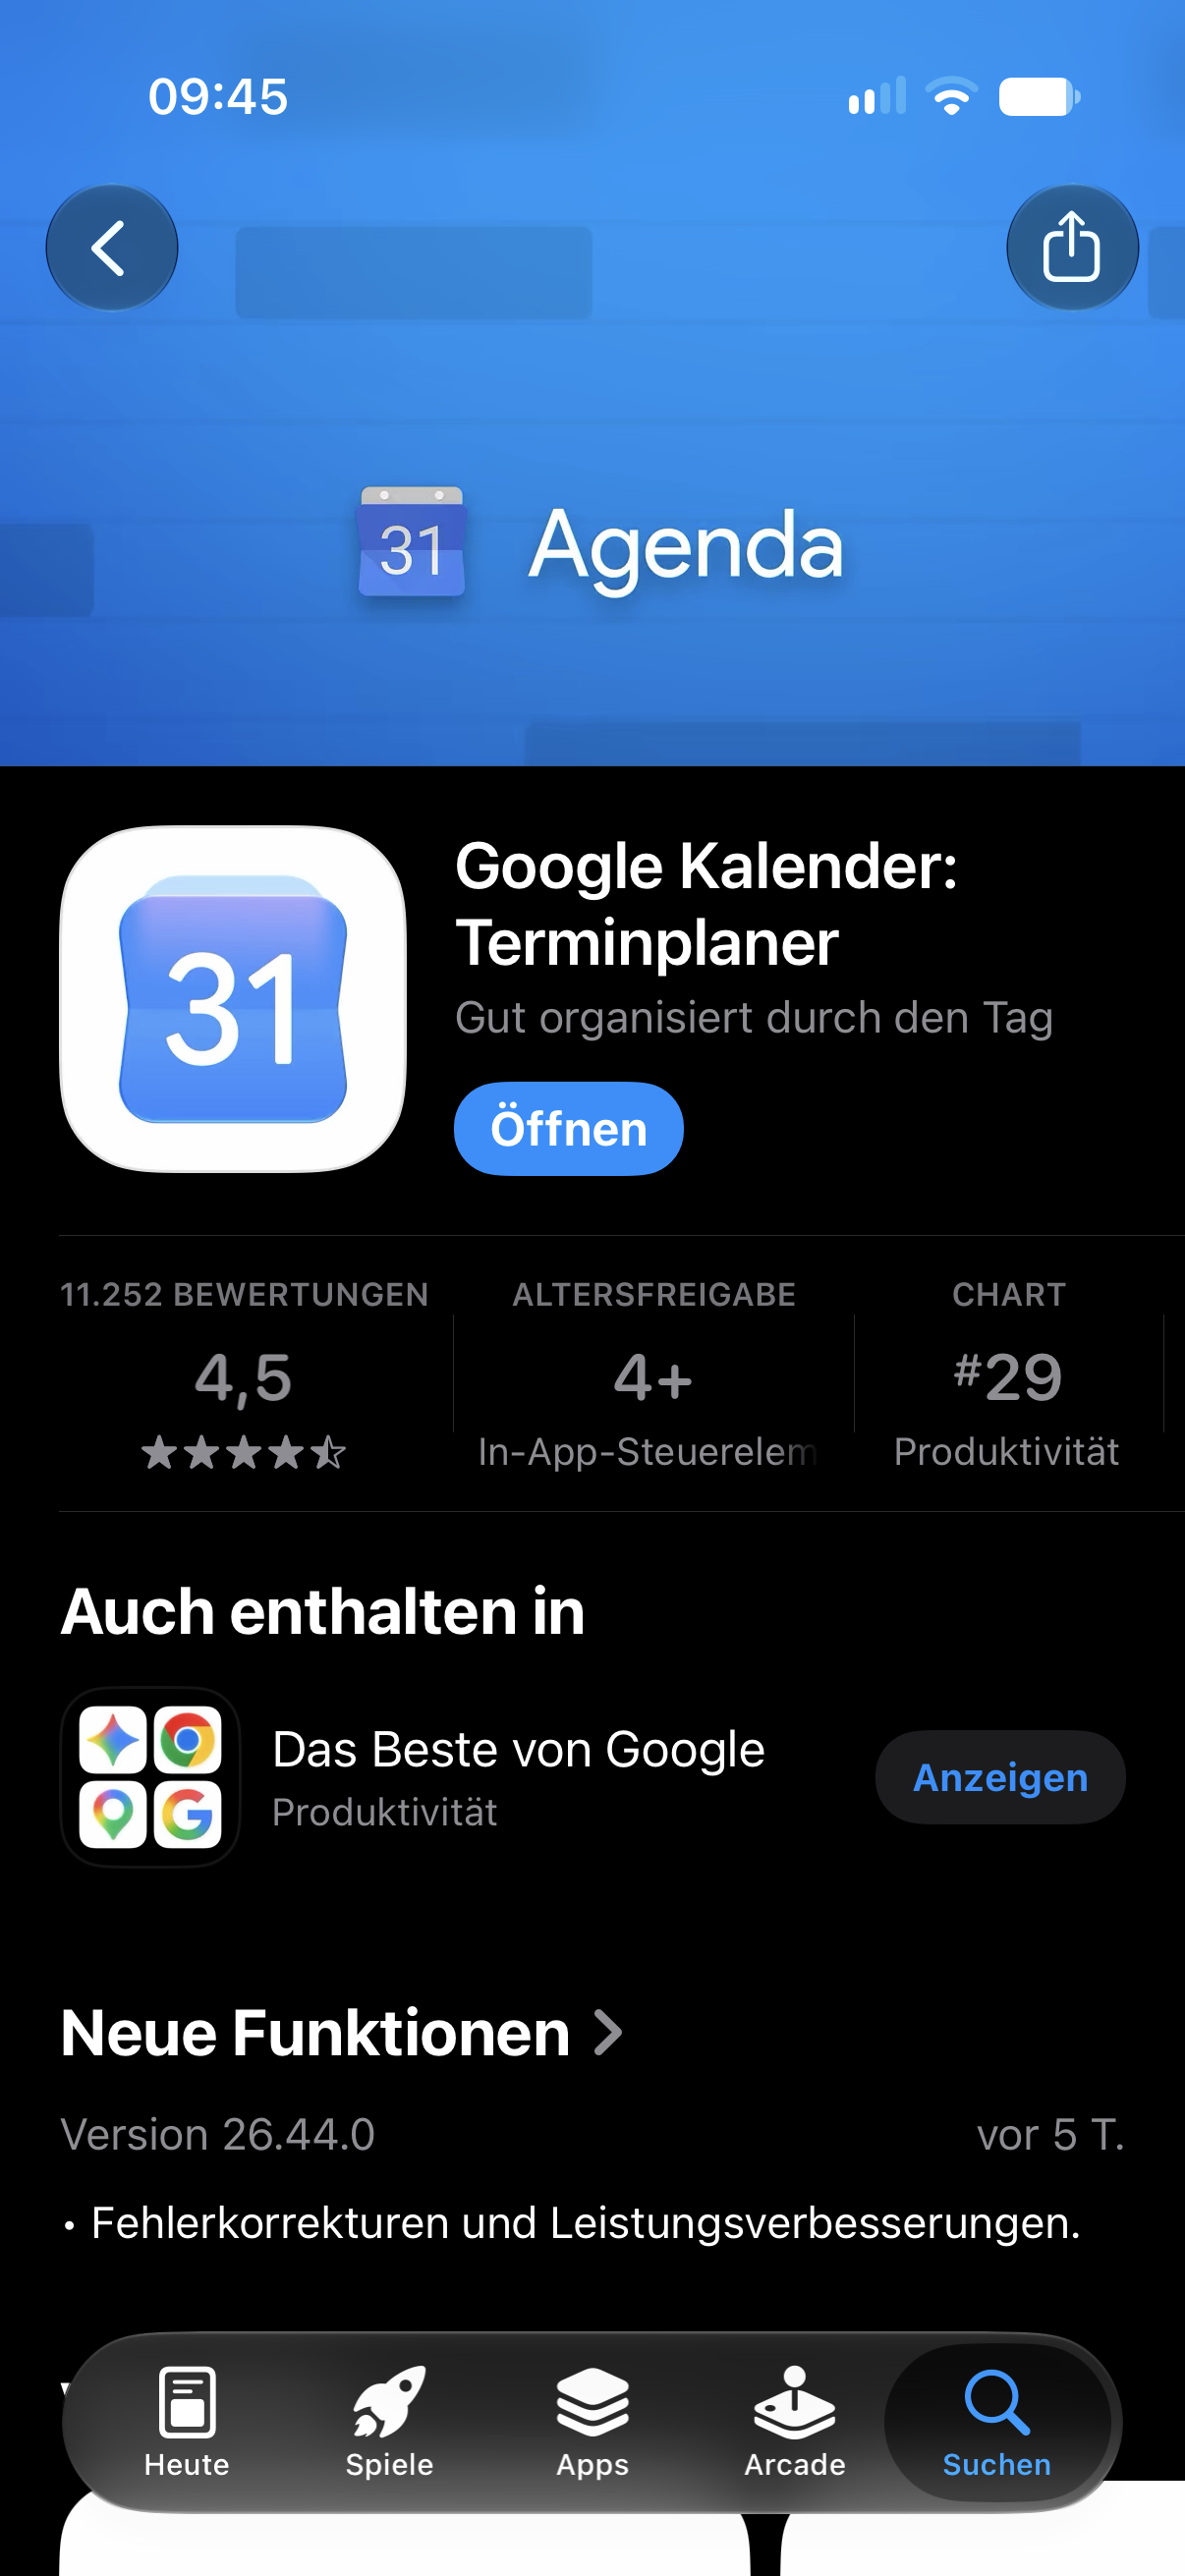 09:45
31
Agenda
31
Google Kalender:
Terminplaner
Gut organisiert durch den Tag
Öffnen
11.252 BEWERTUNGEN
4,5
ALTERSFREIGABE
4+
In-App-Steuerelem
CHART
#29
Produktivität
Auch enthalten in
G
Das Beste von Google
Produktivität
Anzeigen
Neue Funktionen
Version 26.44.0
vor 5 T.
• Fehlerkorrekturen und Leistungsverbesserungen.
Heute
Spiele
Apps
Arcade
Suchen